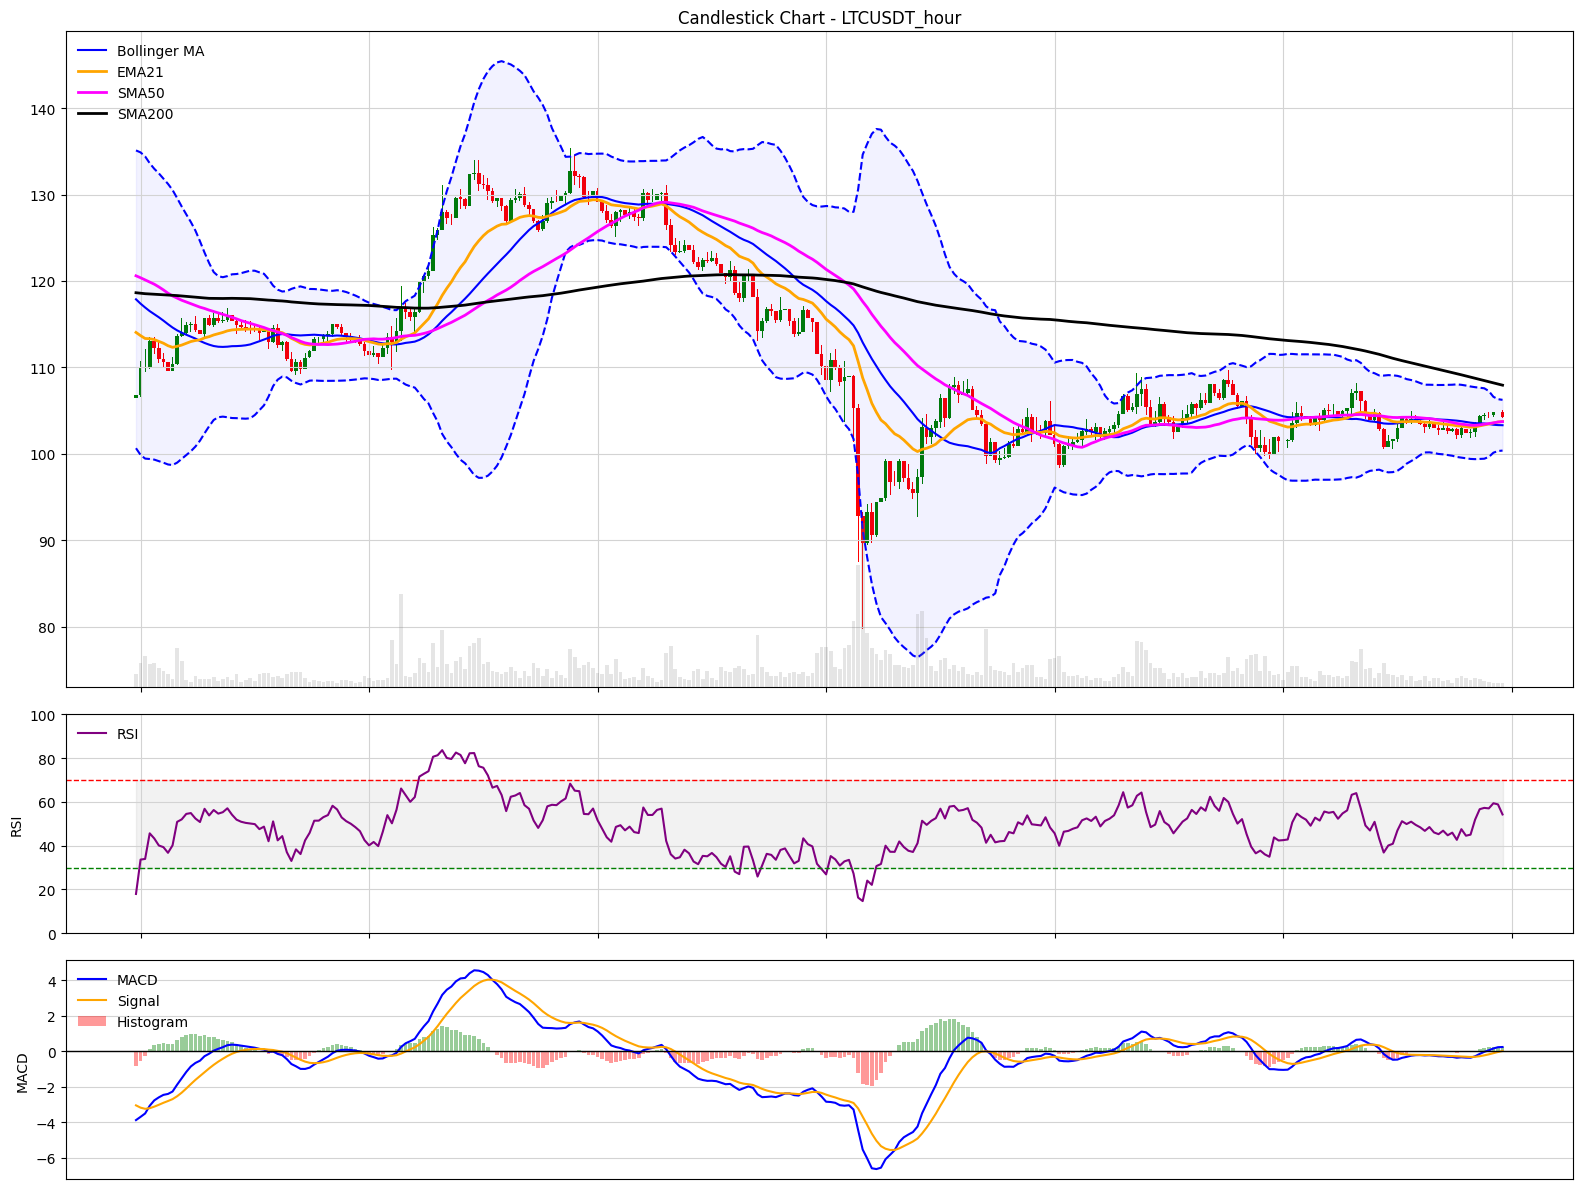 Candlestick Chart - LTCUSDT_hour
Bollinger MA
EMA21
SMA50
SMA200
140
130
120
110
100
90
80
RSI
100
80
60
40
20
0
RSI
MACD
Signal
Histogram
4
2
0
−2
−4
−6
MACD